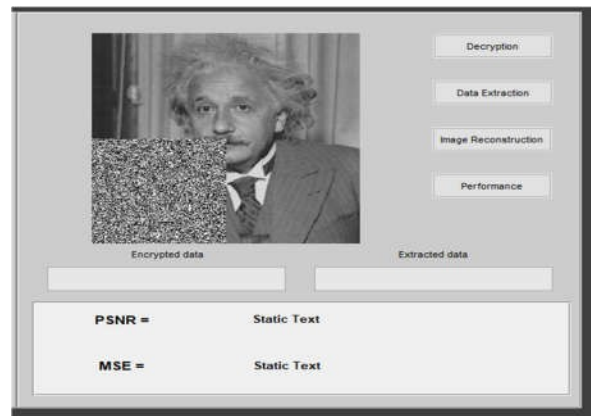 Decryption
Data Extraction
Image Reconstruction
Performance
Encrypted data
Extracted data
PSNR =
Static Text
MSE =
Static Text